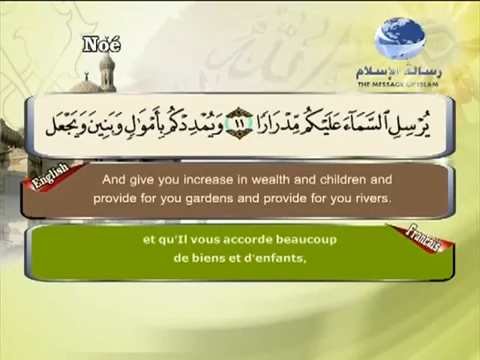 Noé
رسالة الإسلام
THE MESSAGE OF ISLAM
يُرْسِلِ السَّمَآءَ عَلَيْكُم مِّدْرَارًا ۝١١ وَيُمْدِدْكُم بِأَمْوَٰلٍ وَبَنِينَ وَيَجْعَل
English
And give you increase in wealth and children and
provide for you gardens and provide for you rivers.
Francais
et qu'Il vous accorde beaucoup
de biens et d'enfants,